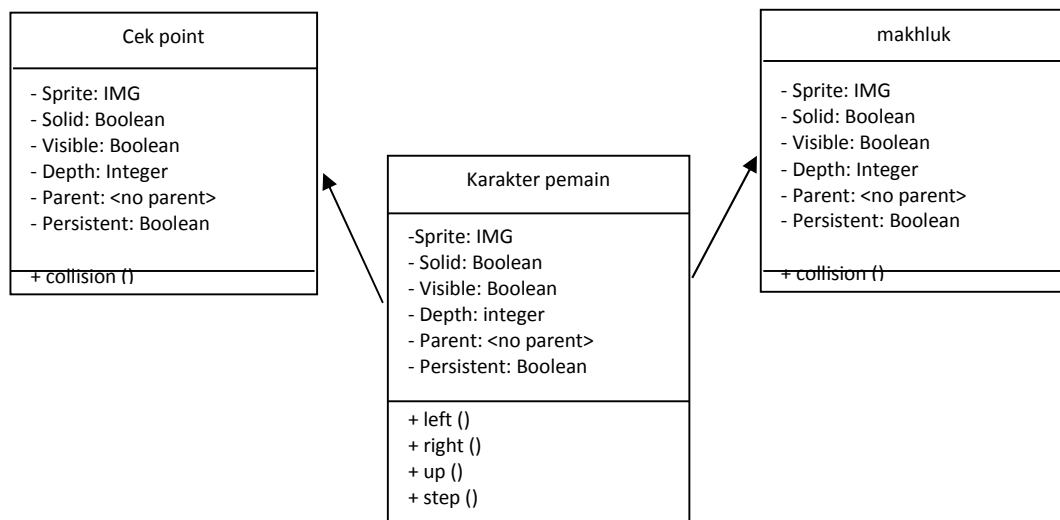 Cek point
- Sprite: IMG
- Solid: Boolean
- Visible: Boolean
- Depth: Integer
- Parent: <no parent>
- Persistent: Boolean
+ collision ()
Karakter pemain
-Sprite: IMG
- Solid: Boolean
- Visible: Boolean
- Depth: integer
- Parent: <no parent>
- Persistent: Boolean
+ left ()
+ right ()
+ up ()
+ step ()
makhluk
- Sprite: IMG
- Solid: Boolean
- Visible: Boolean
- Depth: Integer
- Parent: <no parent>
- Persistent: Boolean
+ collision ()